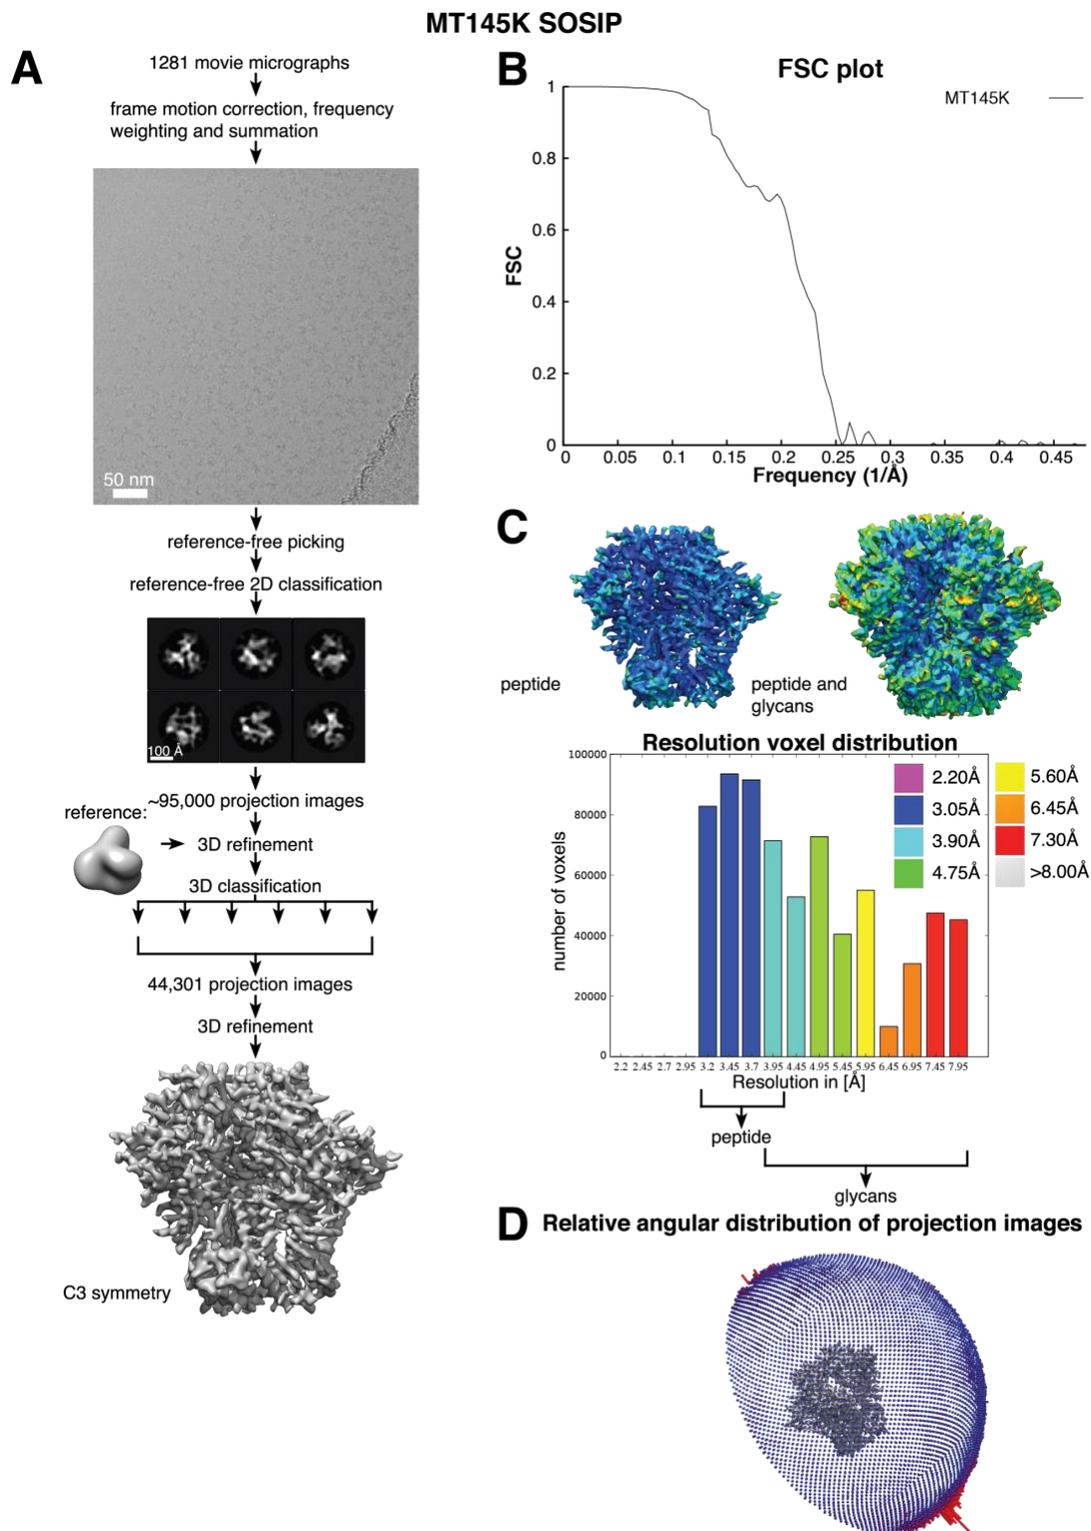 MT145K SOSIP
A
1281 movie micrographs
frame motion correction, frequency
weighting and summation
50 nm
reference-free picking
reference-free 2D classification
100 Å
~95,000 projection images
reference:
3D refinement
3D classification
44,301 projection images
3D refinement
C3 symmetry
B
FSC plot
MT145K
1
0.8
0.6
0.4
0.2
0
FSC
0 0.05 0.1 0.15 0.2 0.25 0.3 0.35 0.4 0.45
Frequency (1/Å)
C
peptide
peptide and
glycans
Resolution voxel distribution
100000
80000
60000
40000
20000
0
number of voxels
2.20Å
3.05Å
3.90Å
4.75Å
5.60Å
6.45Å
7.30Å
>8.00Å
2.2 2.45 2.7 2.95 3.2 3.45 3.7 3.95 4.45 4.95 5.45 5.95 6.45 6.95 7.45 7.95
Resolution in [Å]
peptide
glycans
D
Relative angular distribution of projection images